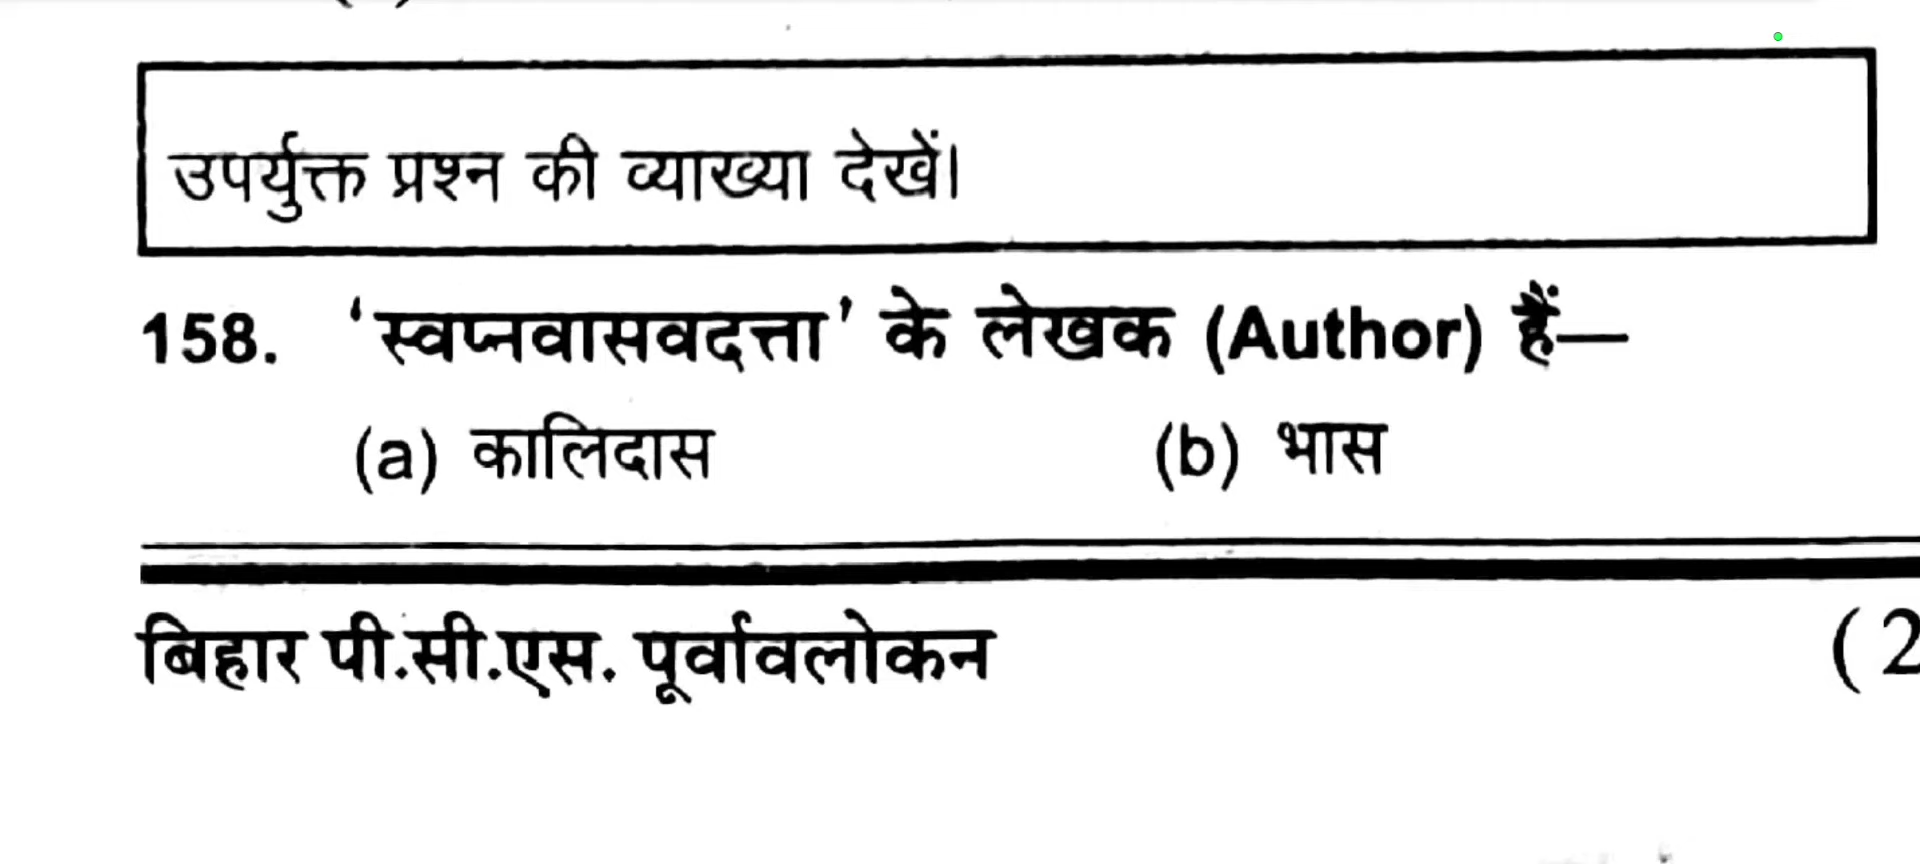 उपर्युक्त प्रश्न की व्याख्या देखें।
158. ‘स्वप्नवासवदत्ता’ के लेखक (Author) हैं—
(a) कालिदास (b) भास
बिहार पी.सी.एस. पूर्वावलोकन (2